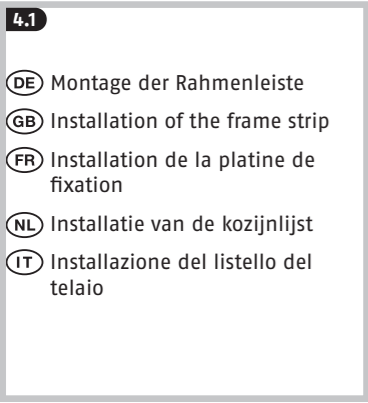 4.1
DE Montage der Rahmenleiste
GB Installation of the frame strip
FR Installation de la platine de
fixation
NL Installatie van de kozijnlijst
IT Installazione del listello del
telaio